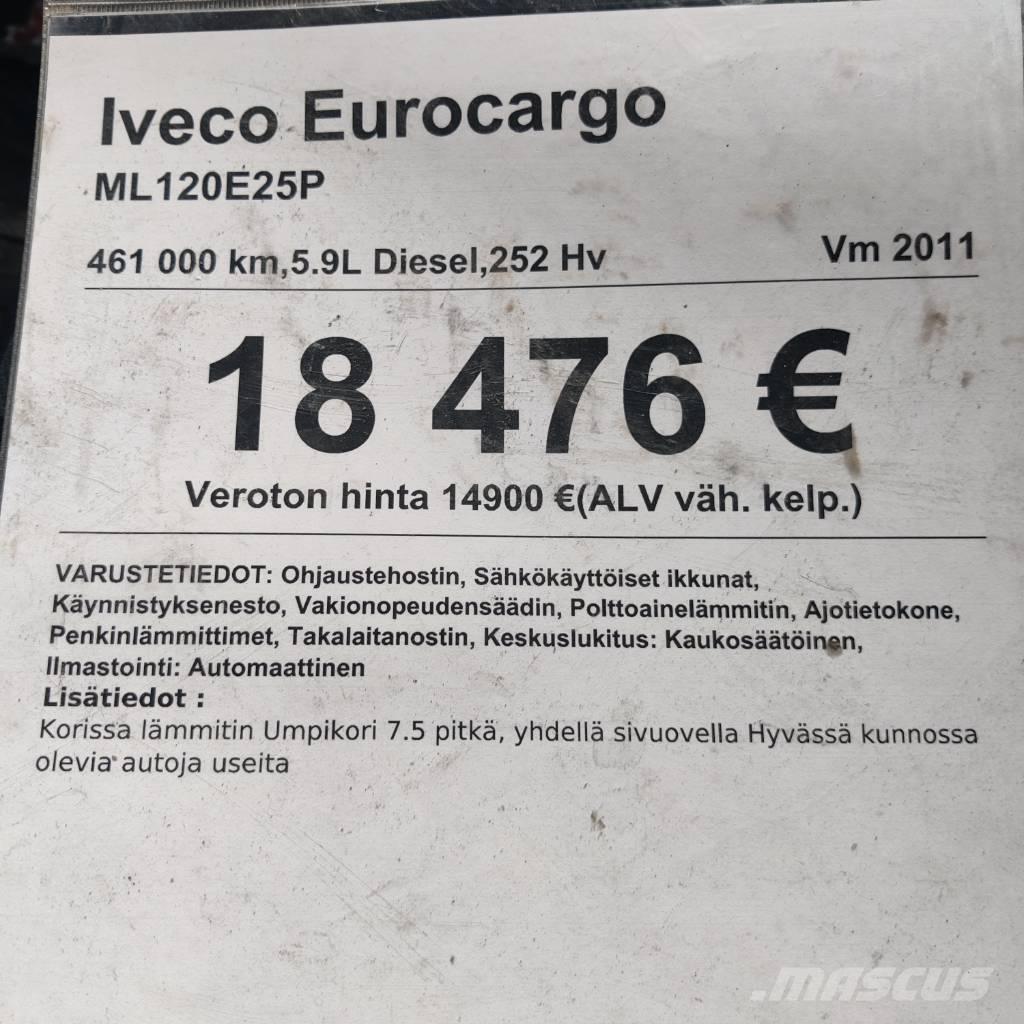 Iveco Eurocargo
ML120E25P
461 000 km,5.9L Diesel,252 Hv Vm 2011
18 476 €
Veroton hinta 14900 €(ALV väh. kelp.)
VARUSTETIEDOT: Ohjaustehostin, Sähkökäyttöiset ikkunat,
Käynnistyksenesto, Vakionopeudensäädin, Polttoainelämmitin, Ajotietokone,
Penkinlämmittimet, Takalaitanostin, Keskuslukitus: Kaukosäätöinen,
Ilmastointi: Automaattinen
Lisätiedot :
Korissa lämmitin Umpikori 7.5 pitkä, yhdellä sivuovella Hyvässä kunnossa
olevia autoja useita
.MASCUS